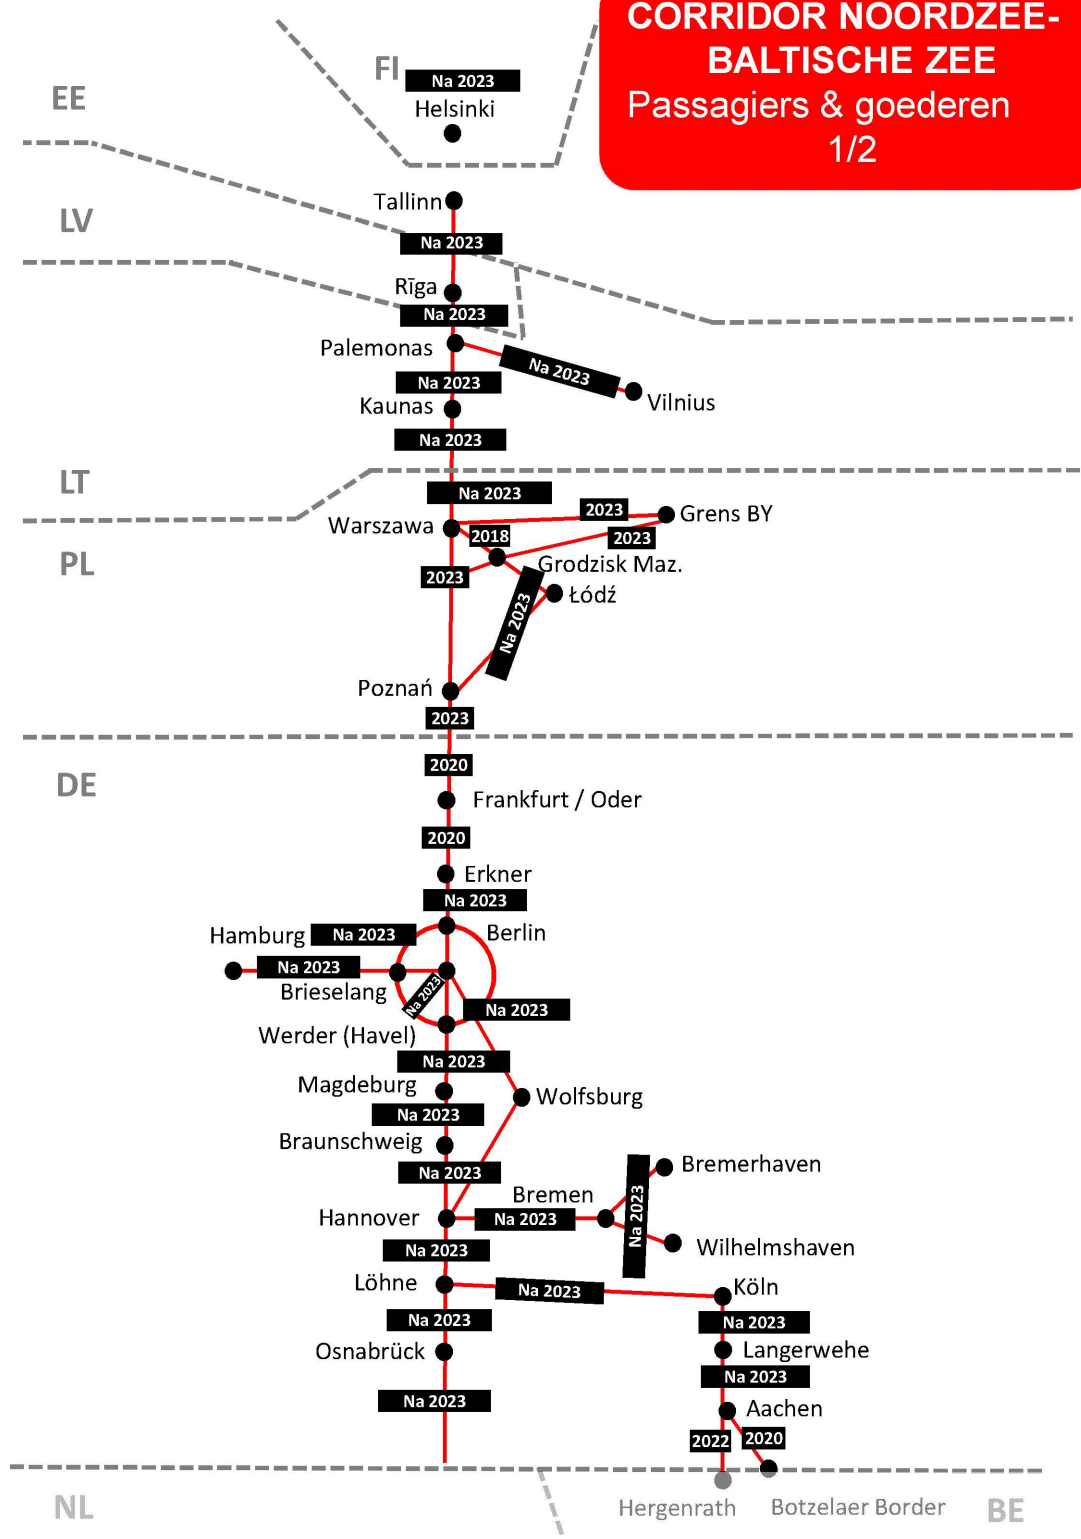 CORRIDOR NOORDZEE-
BALTISCHE ZEE
Passagiers & goederen
1/2
FI
Na 2023
EE
Helsinki
Tallinn
LV
Na 2023
Rīga
Na 2023
Palemonas
Na 2023
Na 2023
Vilnius
Kaunas
Na 2023
LT
Na 2023
2023
Grens BY
Warszawa
2018
2023
PL
Grodzisk Maz.
2023
Na 2023
Łódź
Poznań
2023
2020
DE
Frankfurt / Oder
2020
Erkner
Na 2023
Hamburg
Na 2023
Berlin
Na 2023
Brieselang
Na 2023
Na 2023
Werder (Havel)
Na 2023
Magdeburg
Wolfsburg
Na 2023
Braunschweig
Na 2023
Bremerhaven
Bremen
Na 2023
Hannover
Na 2023
Na 2023
Wilhelmshaven
Löhne
Na 2023
Köln
Na 2023
Na 2023
Osnabrück
Langerwehe
Na 2023
Na 2023
Aachen
2022
2020
NL
Hergenrath
Botzelaer Border
BE